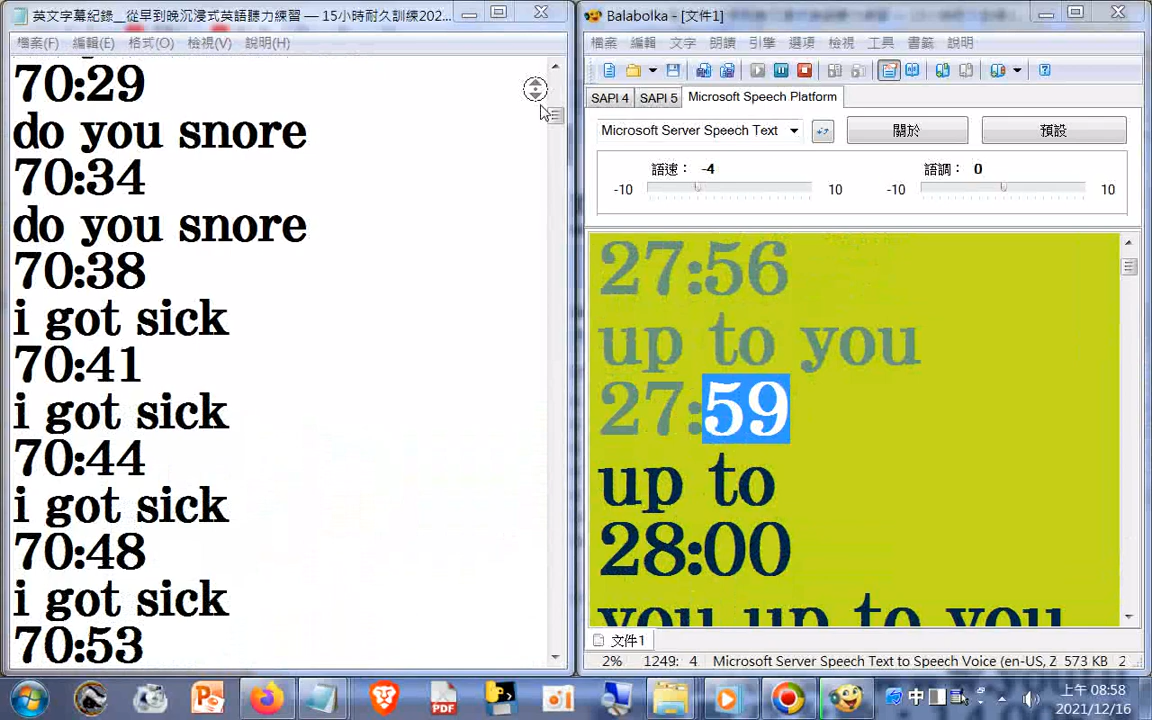 英文字幕紀錄__從早到晚沉浸式英語聽力練習 — 15小時耐久訓練202...
檔案(F) 編輯(E) 格式(O) 檢視(V) 說明(H)
70:29
do you snore
70:34
do you snore
70:38
i got sick
70:41
i got sick
70:44
i got sick
70:48
i got sick
70:53
Balabolka - [文件1]
檔案 編輯 文字 朗讀 引擎 選項 檢視 工具 書籤 說明
SAPI 4 SAPI 5 Microsoft Speech Platform
Microsoft Server Speech Text 關於 預設
語速： -4 語調： 0
-10 10 -10 10
27:56
up to you
27:59
up to
28:00
you up to you
文件1
2% 1249: 4 Microsoft Server Speech Text to Speech Voice (en-US, Z 573 KB 2
PDF 中 上午 08:58
2021/12/16